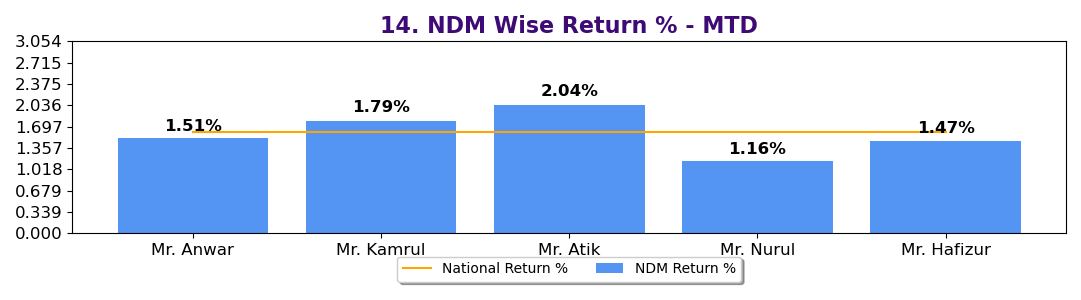 14. NDM Wise Return % - MTD
3.054
2.715
2.375
2.036
1.697
1.357
1.018
0.679
0.339
0.000
1.51%
1.79%
2.04%
1.16%
1.47%
Mr. Anwar
Mr. Kamrul
Mr. Atik
Mr. Nurul
Mr. Hafizur
National Return %
NDM Return %